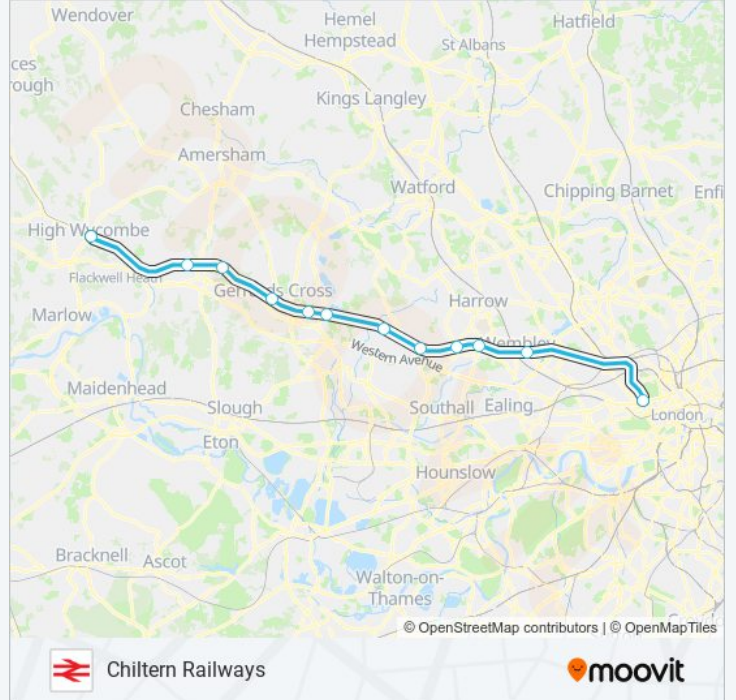 Wendover
Hemel
Hempstead
Hatfield
St Albans
ces
rough
Chesham
Kings Langley
Amersham
Watford
Chipping Barnet
Enfi
High Wycombe
Flackwell Heath
Gerrards Cross
Harrow
Marlow
Wembley
Western Avenue
Maidenhead
Slough
Southall
Ealing
London
Eton
Hounslow
Bracknell
Ascot
Walton-on-
Thames
© OpenStreetMap contributors | © OpenMapTiles
Chiltern Railways
moovit